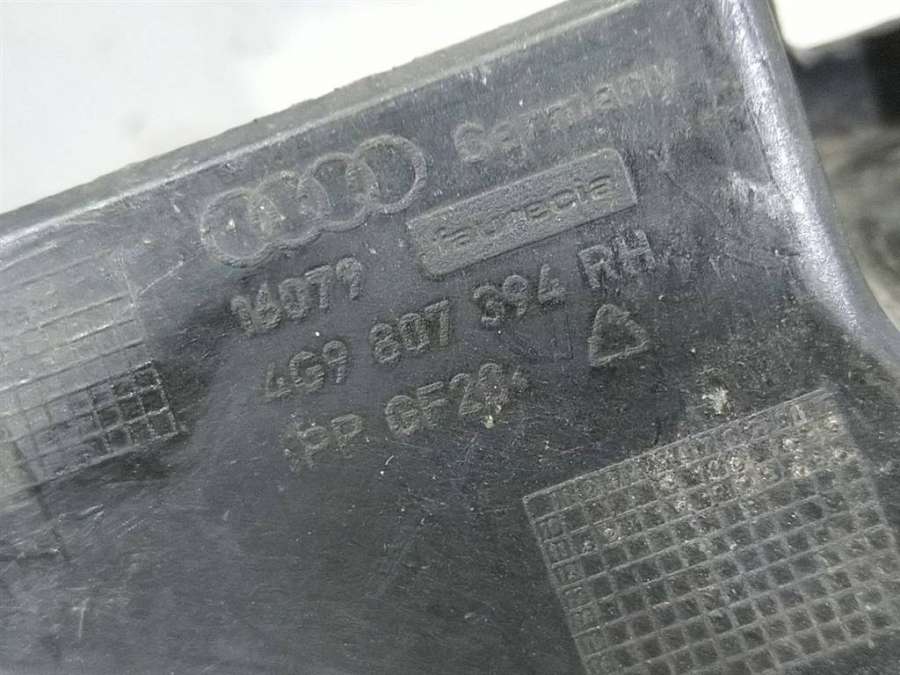 Germany
faurecia
16079
4G9 807 394 RH
PP GF20